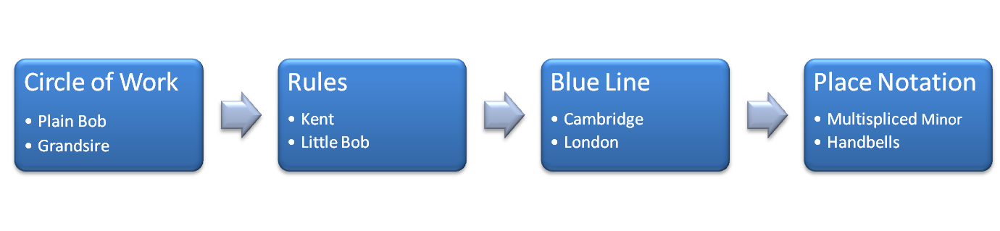 Circle of Work
• Plain Bob
• Grandsire
Rules
• Kent
• Little Bob
Blue Line
• Cambridge
• London
Place Notation
• Multispliced Minor
• Handbells